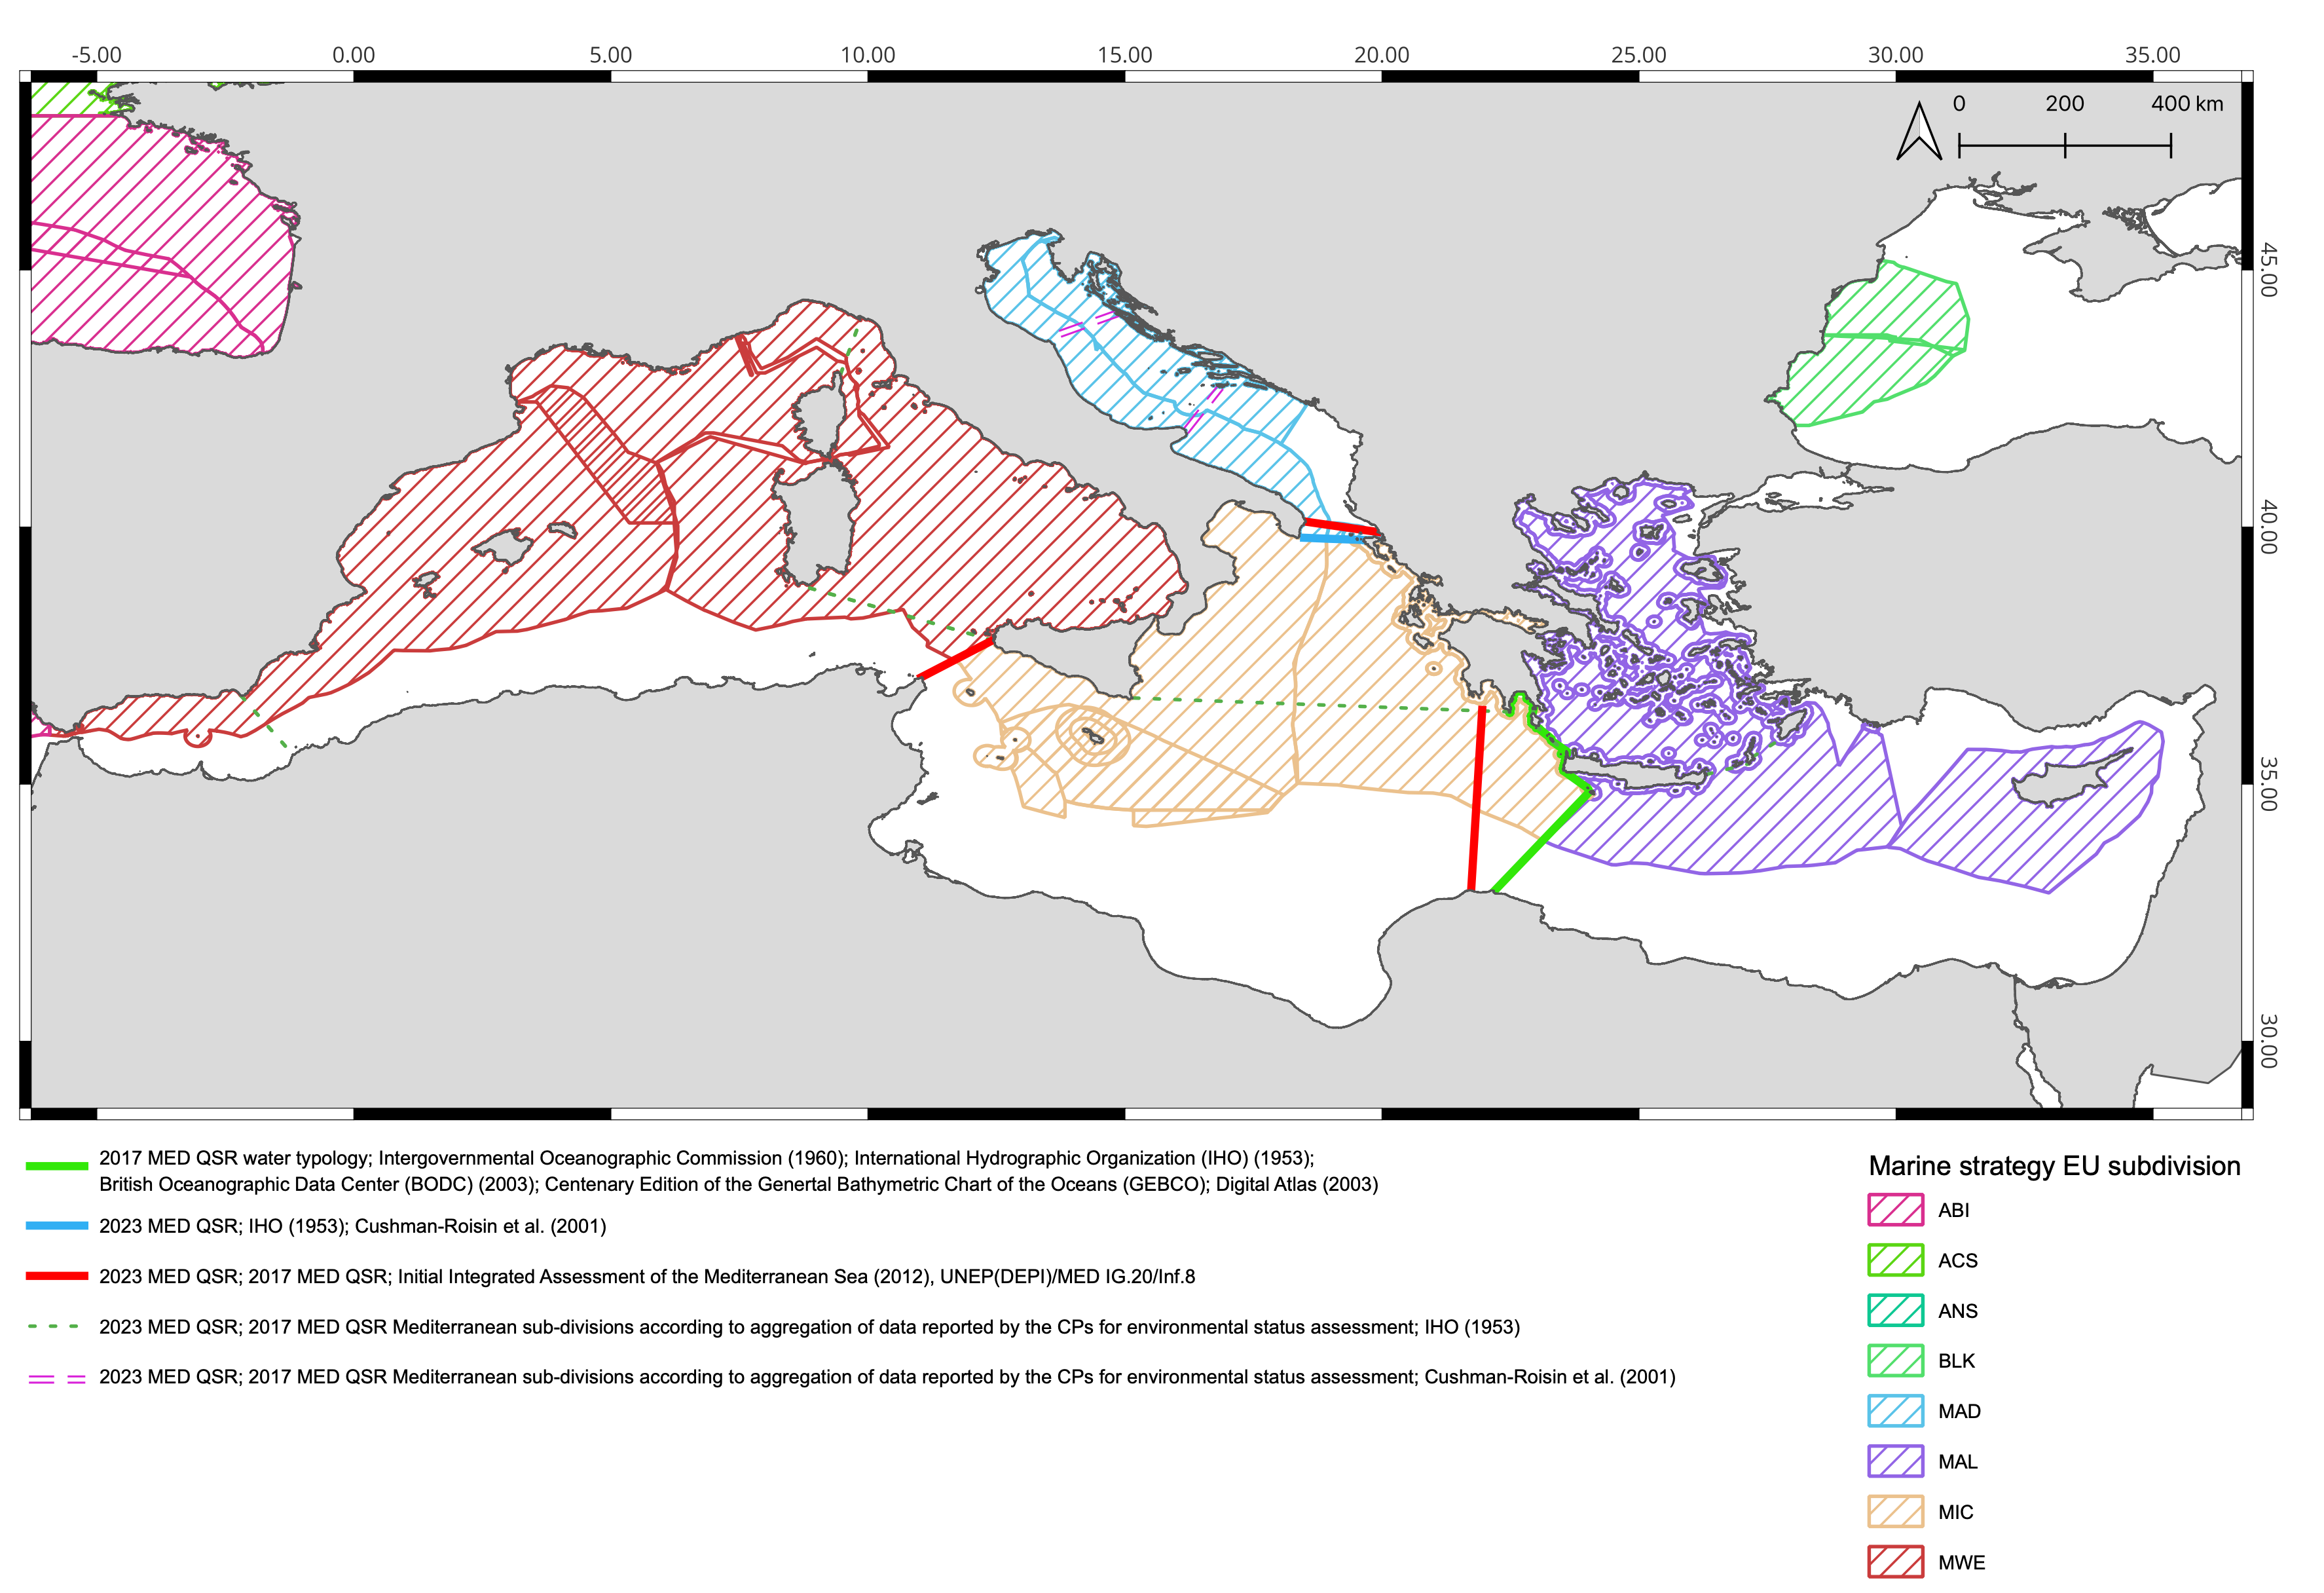 -5.00 0.00 5.00 10.00 15.00 20.00 25.00 30.00 35.00
0 200 400 km
45.00
40.00
35.00
30.00
2017 MED QSR water typology; Intergovernmental Oceanographic Commission (1960); International Hydrographic Organization (IHO) (1953);
British Oceanographic Data Center (BODC) (2003); Centenary Edition of the Genertal Bathymetric Chart of the Oceans (GEBCO); Digital Atlas (2003)
2023 MED QSR; IHO (1953); Cushman-Roisin et al. (2001)
2023 MED QSR; 2017 MED QSR; Initial Integrated Assessment of the Mediterranean Sea (2012), UNEP(DEPI)/MED IG.20/Inf.8
2023 MED QSR; 2017 MED QSR Mediterranean sub-divisions according to aggregation of data reported by the CPs for environmental status assessment; IHO (1953)
2023 MED QSR; 2017 MED QSR Mediterranean sub-divisions according to aggregation of data reported by the CPs for environmental status assessment; Cushman-Roisin et al. (2001)
Marine strategy EU subdivision
ABI
ACS
ANS
BLK
MAD
MAL
MIC
MWE